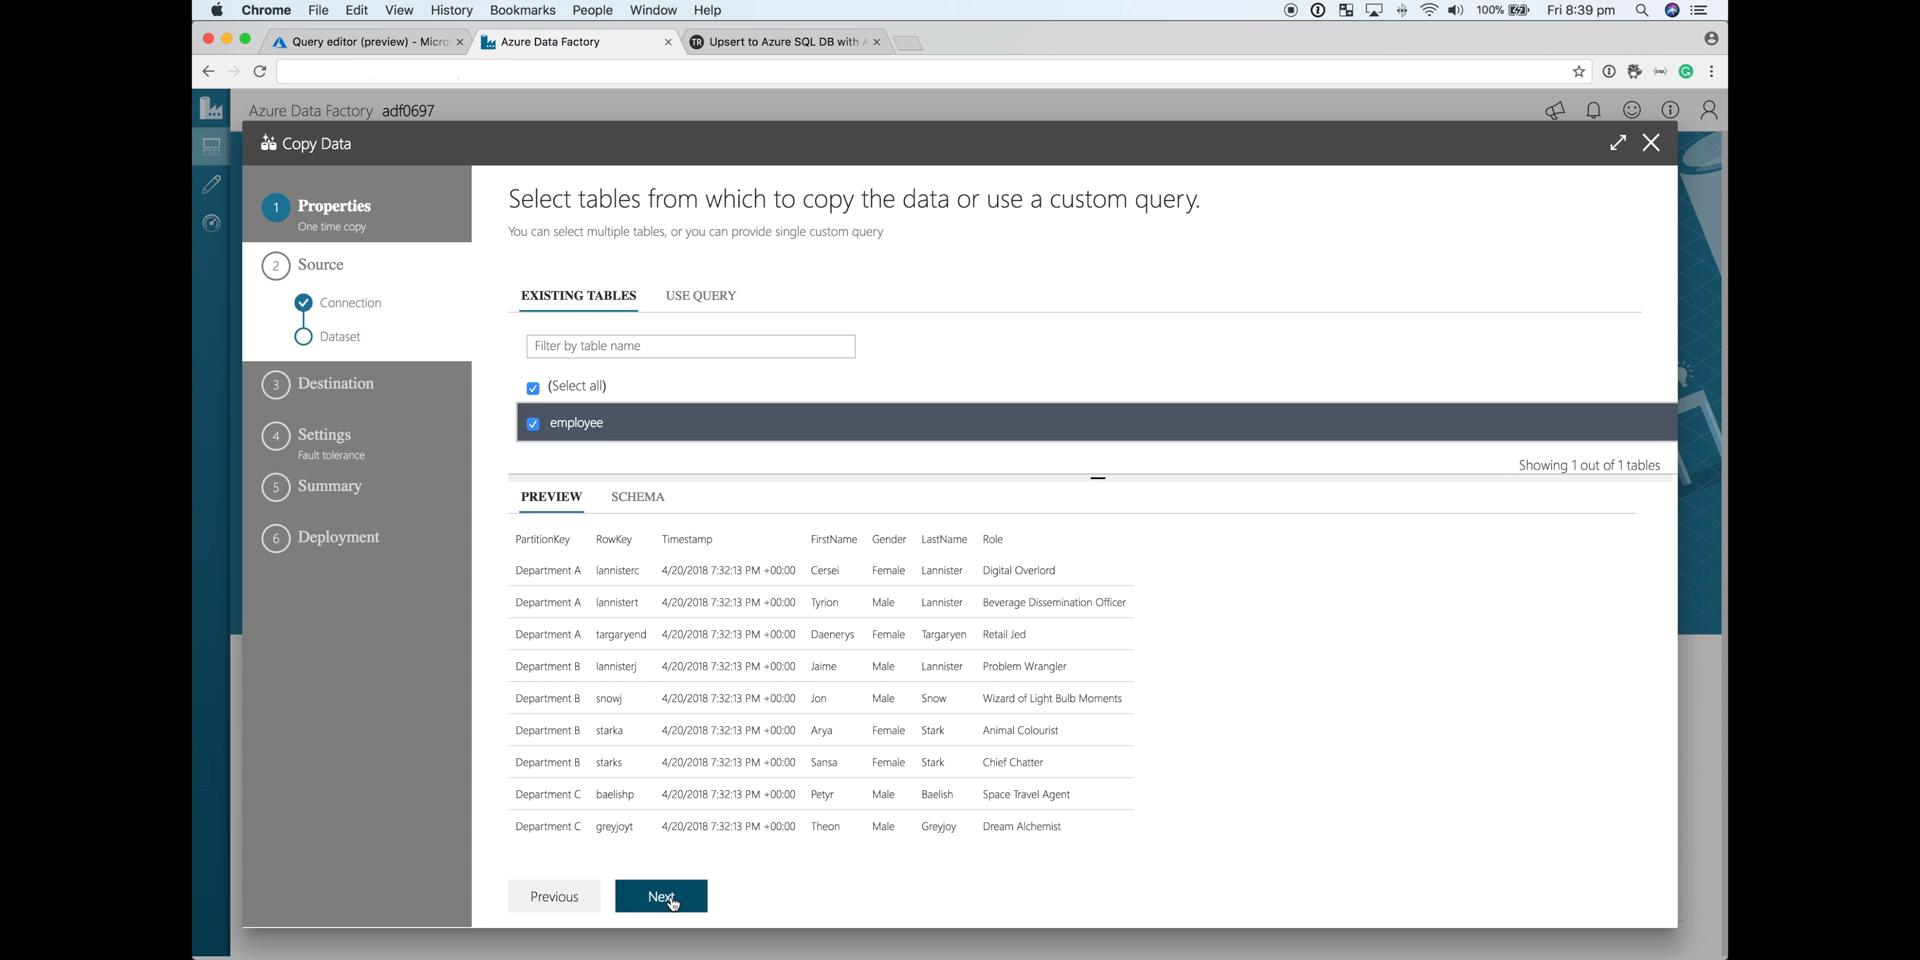 Chrome File Edit View History Bookmarks People Window Help 100% Fri 8:39 pm
Query editor (preview) - Micro Azure Data Factory TR Upsert to Azure SQL DB with A
Azure Data Factory adf0697
Copy Data
1 Properties
One time copy
2 Source
Connection
Dataset
3 Destination
4 Settings
Fault tolerance
5 Summary
6 Deployment
Select tables from which to copy the data or use a custom query.
You can select multiple tables, or you can provide single custom query
EXISTING TABLES USE QUERY
Filter by table name
(Select all)
employee
Showing 1 out of 1 tables
PREVIEW SCHEMA
PartitionKey RowKey Timestamp FirstName Gender LastName Role
Department A lannisterc 4/20/2018 7:32:13 PM +00:00 Cersei Female Lannister Digital Overlord
Department A lannistert 4/20/2018 7:32:13 PM +00:00 Tyrion Male Lannister Beverage Dissemination Officer
Department A targaryend 4/20/2018 7:32:13 PM +00:00 Daenerys Female Targaryen Retail Jed
Department B lannisterj 4/20/2018 7:32:13 PM +00:00 Jaime Male Lannister Problem Wrangler
Department B snowj 4/20/2018 7:32:13 PM +00:00 Jon Male Snow Wizard of Light Bulb Moments
Department B starka 4/20/2018 7:32:13 PM +00:00 Arya Female Stark Animal Colourist
Department B starks 4/20/2018 7:32:13 PM +00:00 Sansa Female Stark Chief Chatter
Department C baelishp 4/20/2018 7:32:13 PM +00:00 Petyr Male Baelish Space Travel Agent
Department C greyjoyt 4/20/2018 7:32:13 PM +00:00 Theon Male Greyjoy Dream Alchemist
Previous Next